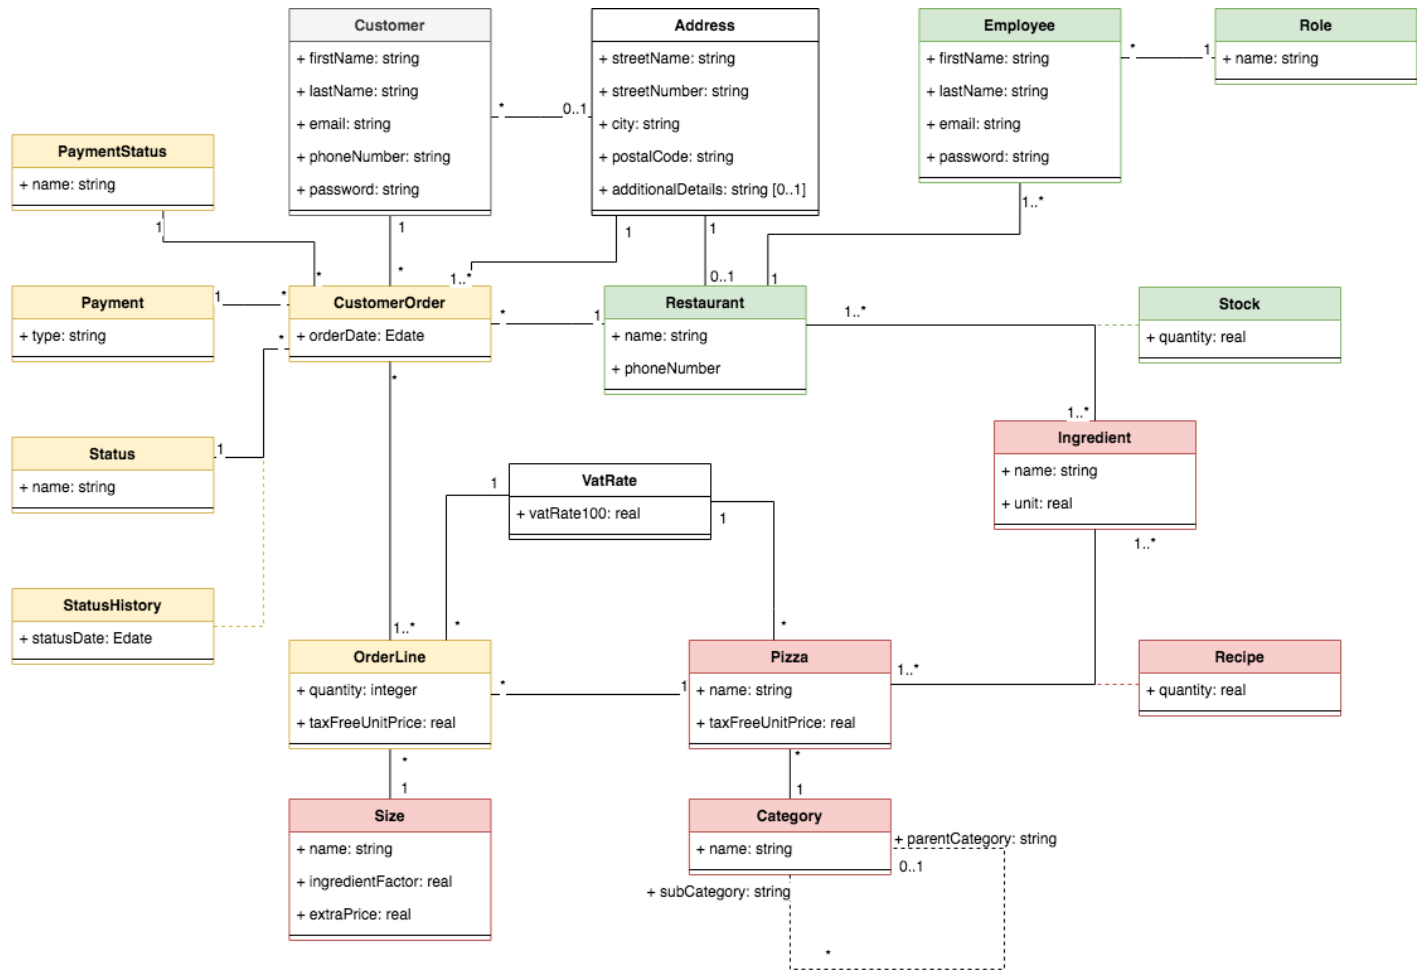 Customer
+ firstName: string
+ lastName: string
+ email: string
+ phoneNumber: string
+ password: string
Address
+ streetName: string
+ streetNumber: string
+ city: string
+ postalCode: string
+ additionalDetails: string [0..1]
Employee
+ firstName: string
+ lastName: string
+ email: string
+ password: string
Role
+ name: string
* 1
* 0..1
PaymentStatus
+ name: string
1
*
1
*
1
1..*
1
0..1
1..*
1
Payment
+ type: string
1 *
CustomerOrder
+ orderDate: Edate
* 1
Restaurant
+ name: string
+ phoneNumber
1..*
1..*
Stock
+ quantity: real
*
1
Status
+ name: string
*
1..*
Ingredient
+ name: string
+ unit: real
1..*
1..*
VatRate
+ vatRate100: real
1
*
1
*
StatusHistory
+ statusDate: Edate
OrderLine
+ quantity: integer
+ taxFreeUnitPrice: real
* 1
Pizza
+ name: string
+ taxFreeUnitPrice: real
Recipe
+ quantity: real
*
1
*
1
Size
+ name: string
+ ingredientFactor: real
+ extraPrice: real
Category
+ name: string
+ parentCategory: string
0..1
+ subCategory: string
*